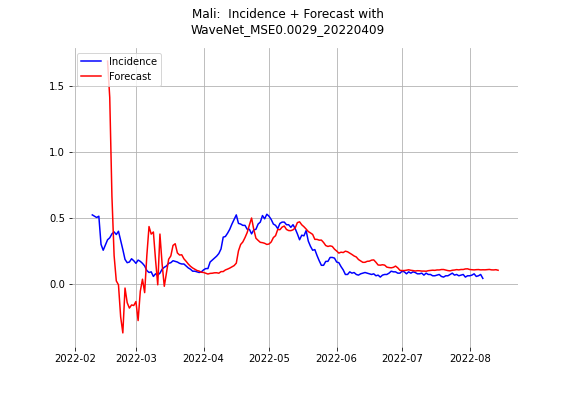 Mali:  Incidence + Forecast with
WaveNet_MSE0.0029_20220409
Incidence
Forecast
1.5
1.0
0.5
0.0
2022-02 2022-03 2022-04 2022-05 2022-06 2022-07 2022-08